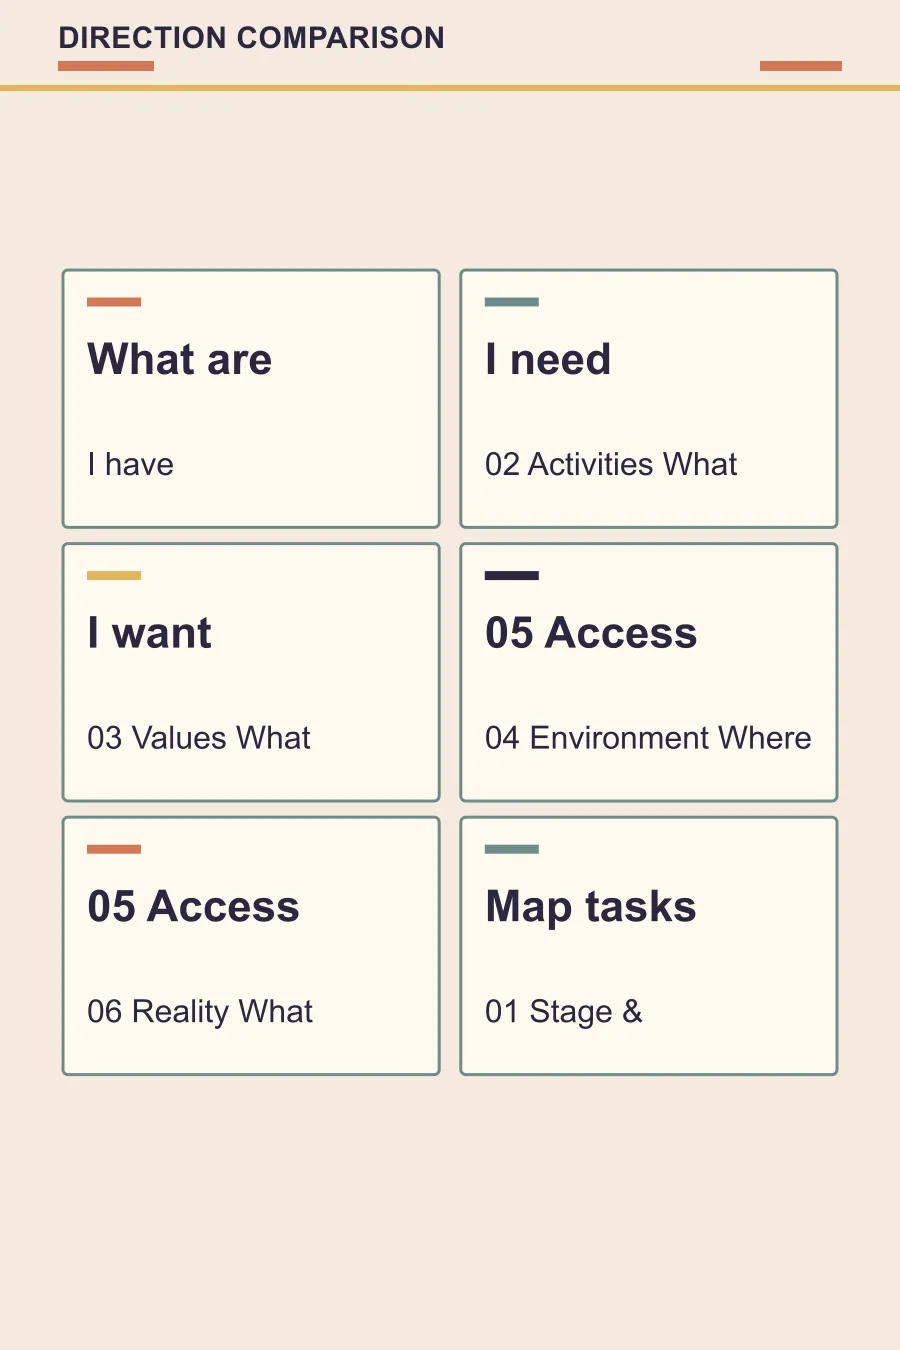 DIRECTION COMPARISON
What are
I have
I need
02 Activities What
I want
03 Values What
05 Access
04 Environment Where
05 Access
06 Reality What
Map tasks
01 Stage &